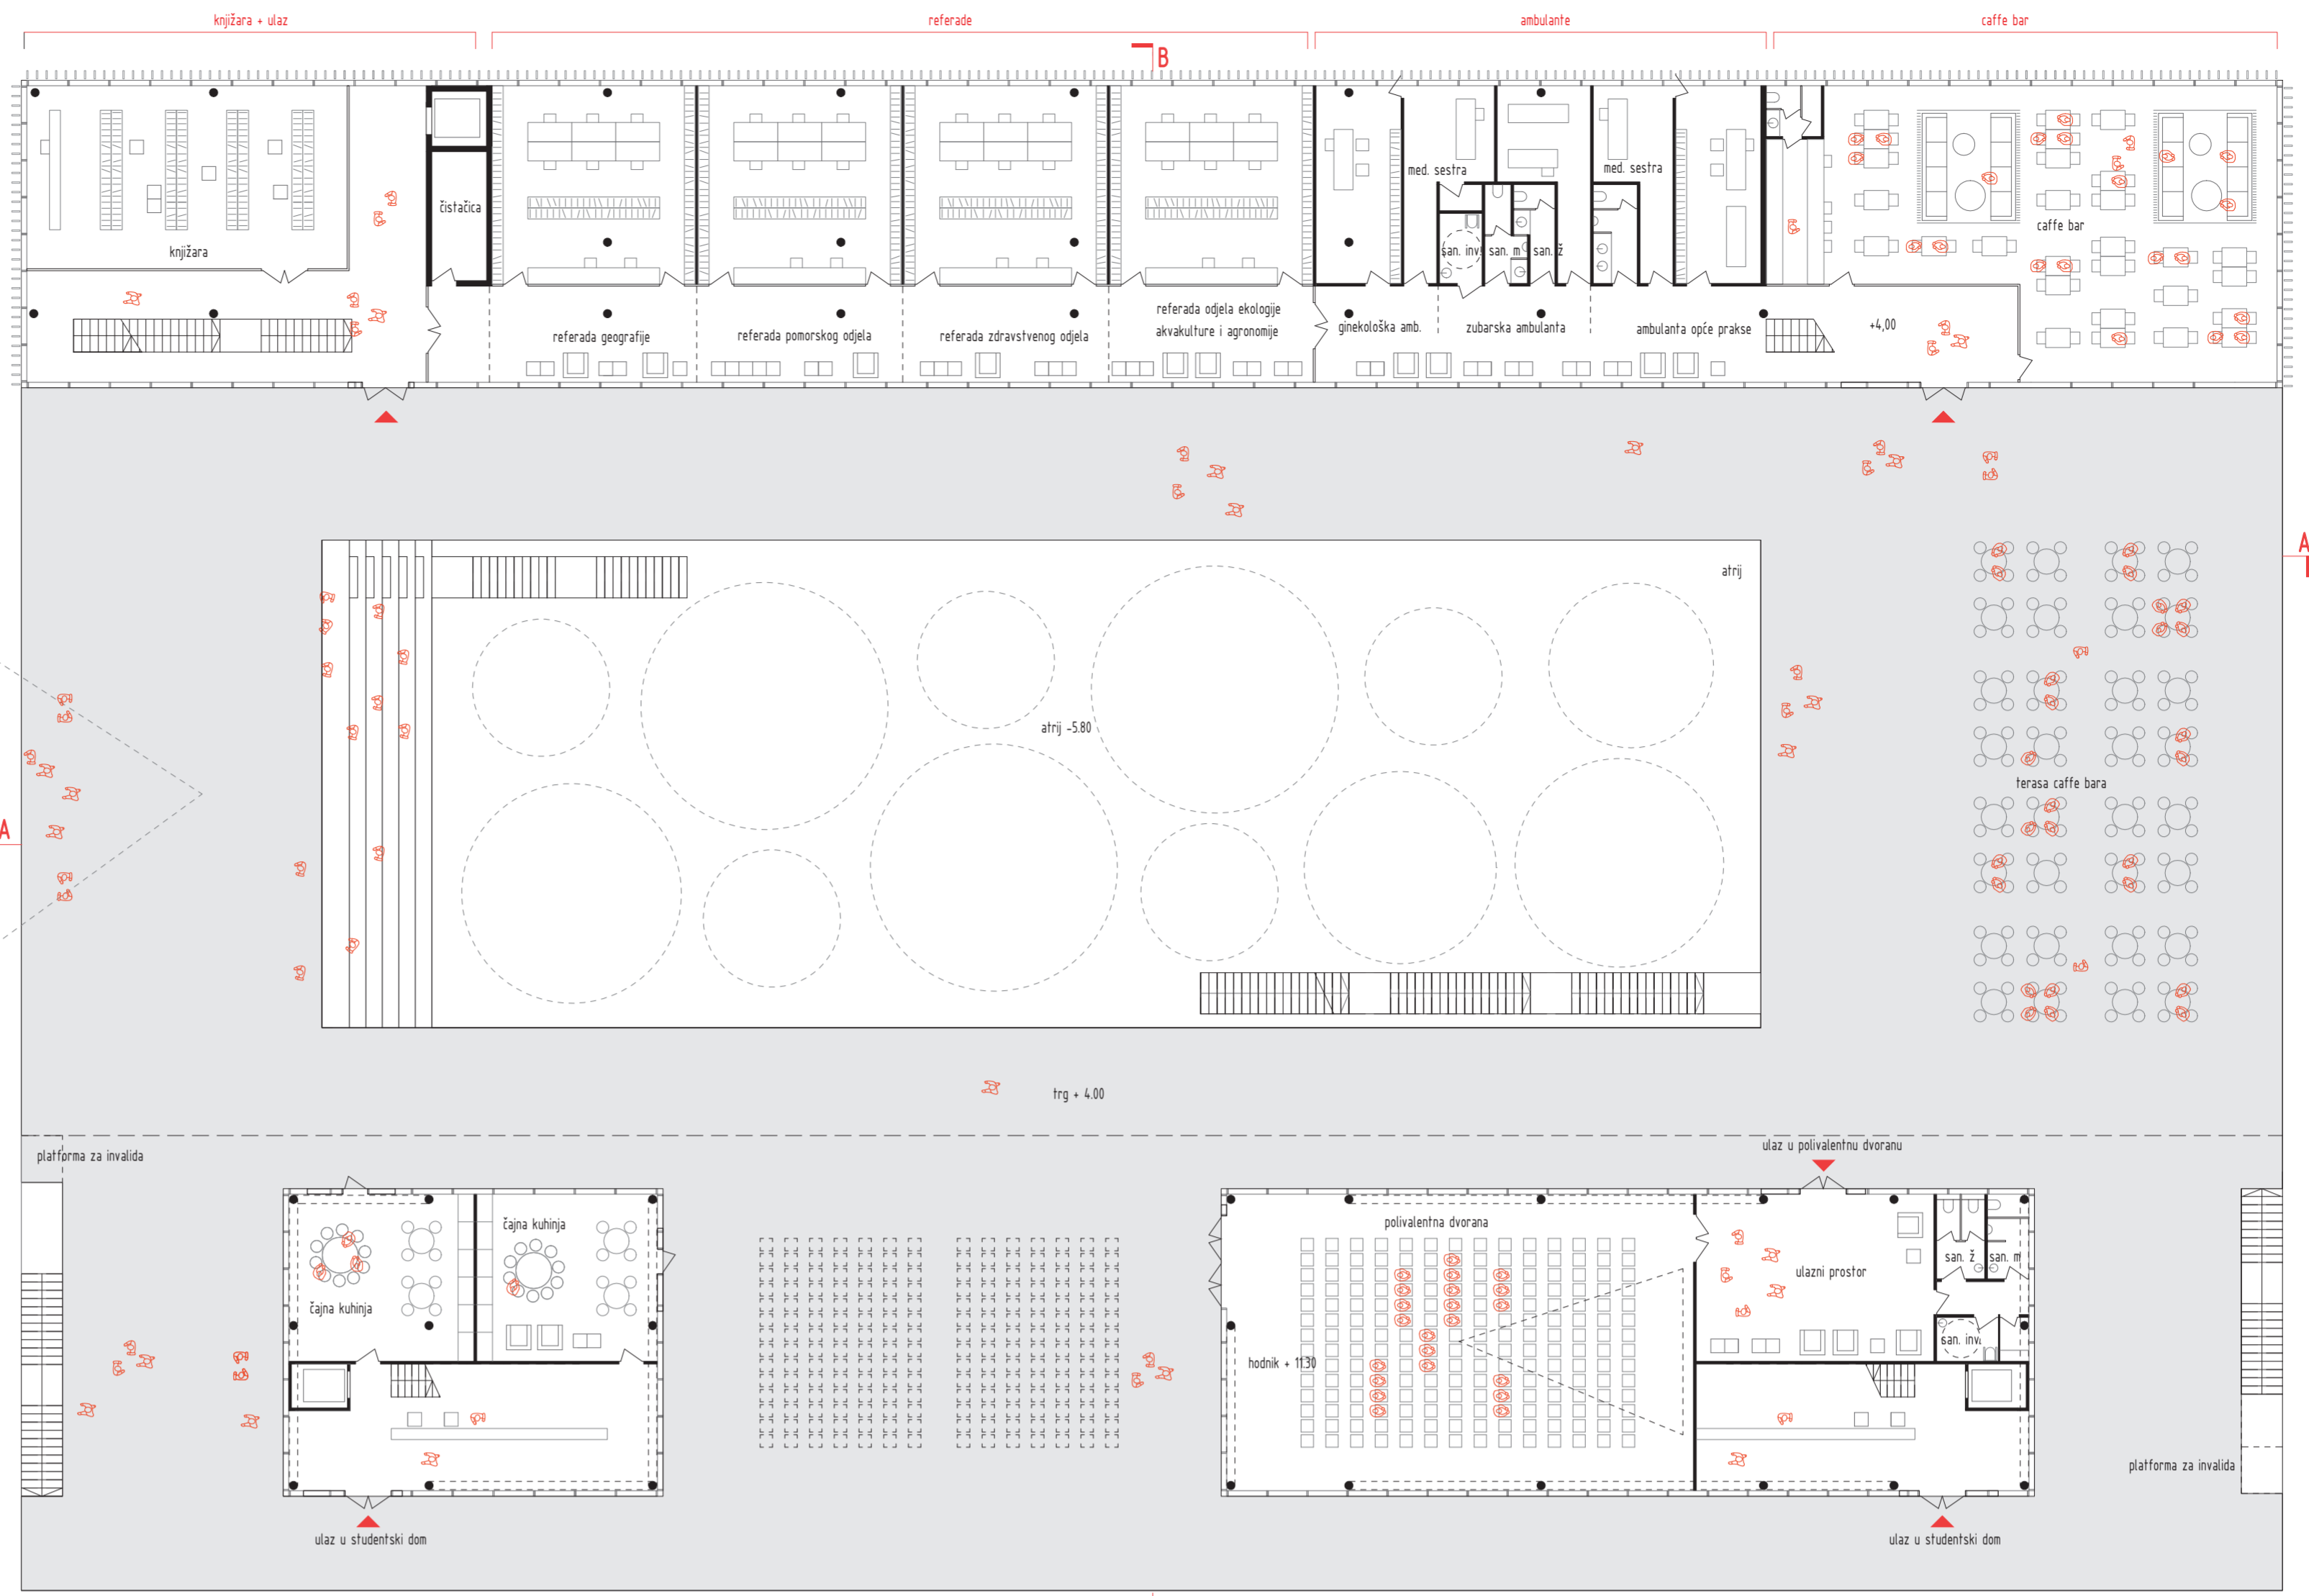 knjižara + ulaz
referade
ambulante
caffe bar
B
čistačica
knjižara
med. sestra
med. sestra
san. inv.
san. m
san. ž
caffe bar
referada geografije
referada pomorskog odjela
referada zdravstvenog odjela
referada odjela ekologije
akvakulture i agronomije
ginekološka amb.
zubarska ambulanta
ambulanta opće prakse
+4,00
A
atrij
atrij -5.80
terasa caffe bara
A
trg + 4.00
platforma za invalida
ulaz u polivalentnu dvoranu
čajna kuhinja
čajna kuhinja
polivalentna dvorana
ulazni prostor
san. ž
san. m
san. inv.
hodnik + 11.30
platforma za invalida
ulaz u studentski dom
ulaz u studentski dom